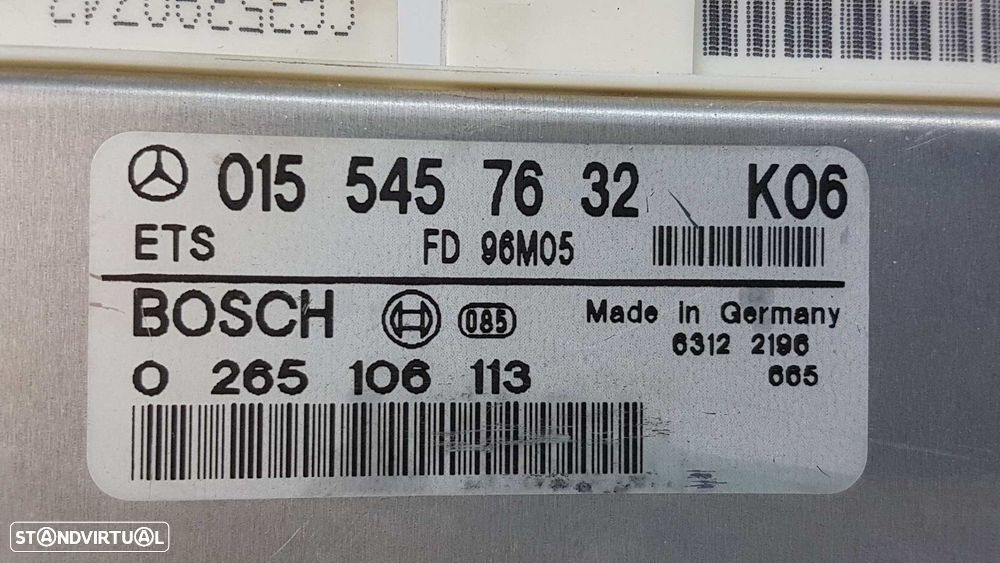 015 545 76 32 K06
ETS FD 96M05
BOSCH 085 Made in Germany
6312 2196
0 265 106 113 665
STANDVIRTUAL